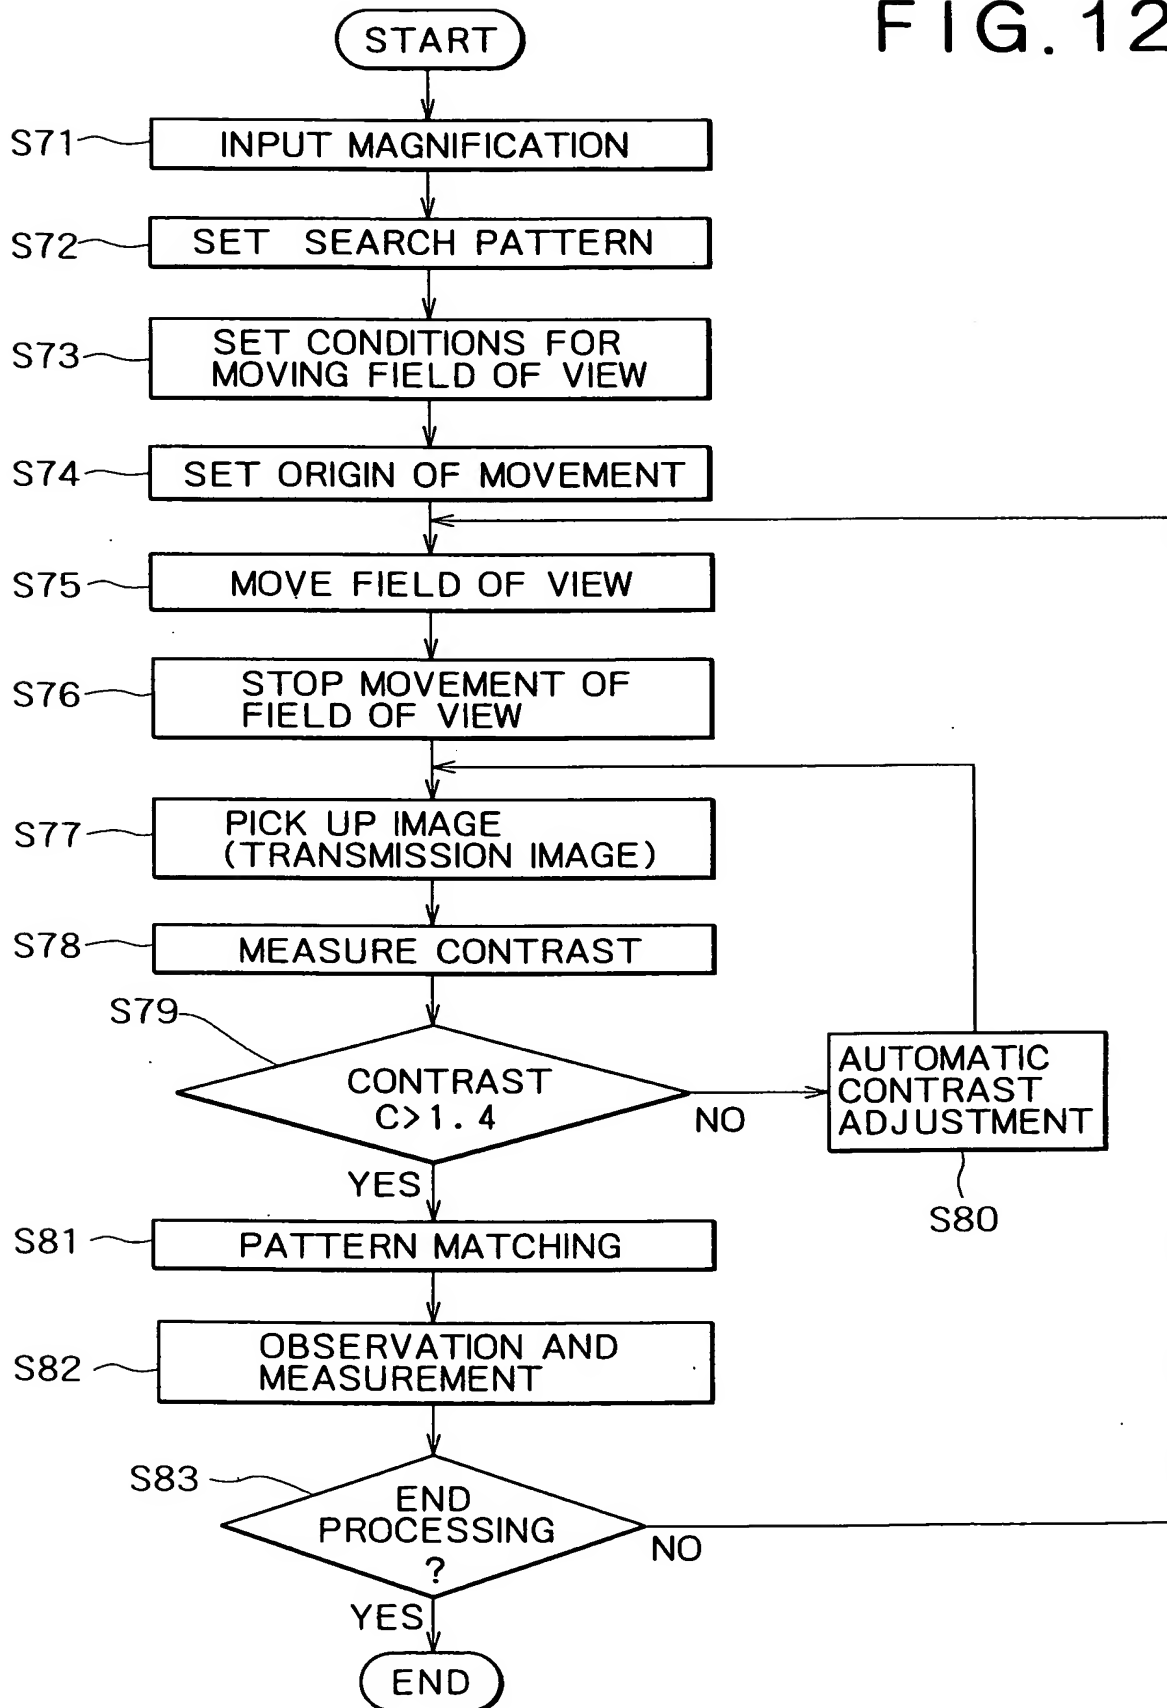 FIG.12
START
S71
INPUT MAGNIFICATION
S72
SET SEARCH PATTERN
S73
SET CONDITIONS FOR
MOVING FIELD OF VIEW
S74
SET ORIGIN OF MOVEMENT
S75
MOVE FIELD OF VIEW
S76
STOP MOVEMENT OF
FIELD OF VIEW
S77
PICK UP IMAGE
(TRANSMISSION IMAGE)
S78
MEASURE CONTRAST
S79
CONTRAST
C>1.4
NO
AUTOMATIC
CONTRAST
ADJUSTMENT
S80
YES
S81
PATTERN MATCHING
S82
OBSERVATION AND
MEASUREMENT
S83
END
PROCESSING
?
NO
YES
END